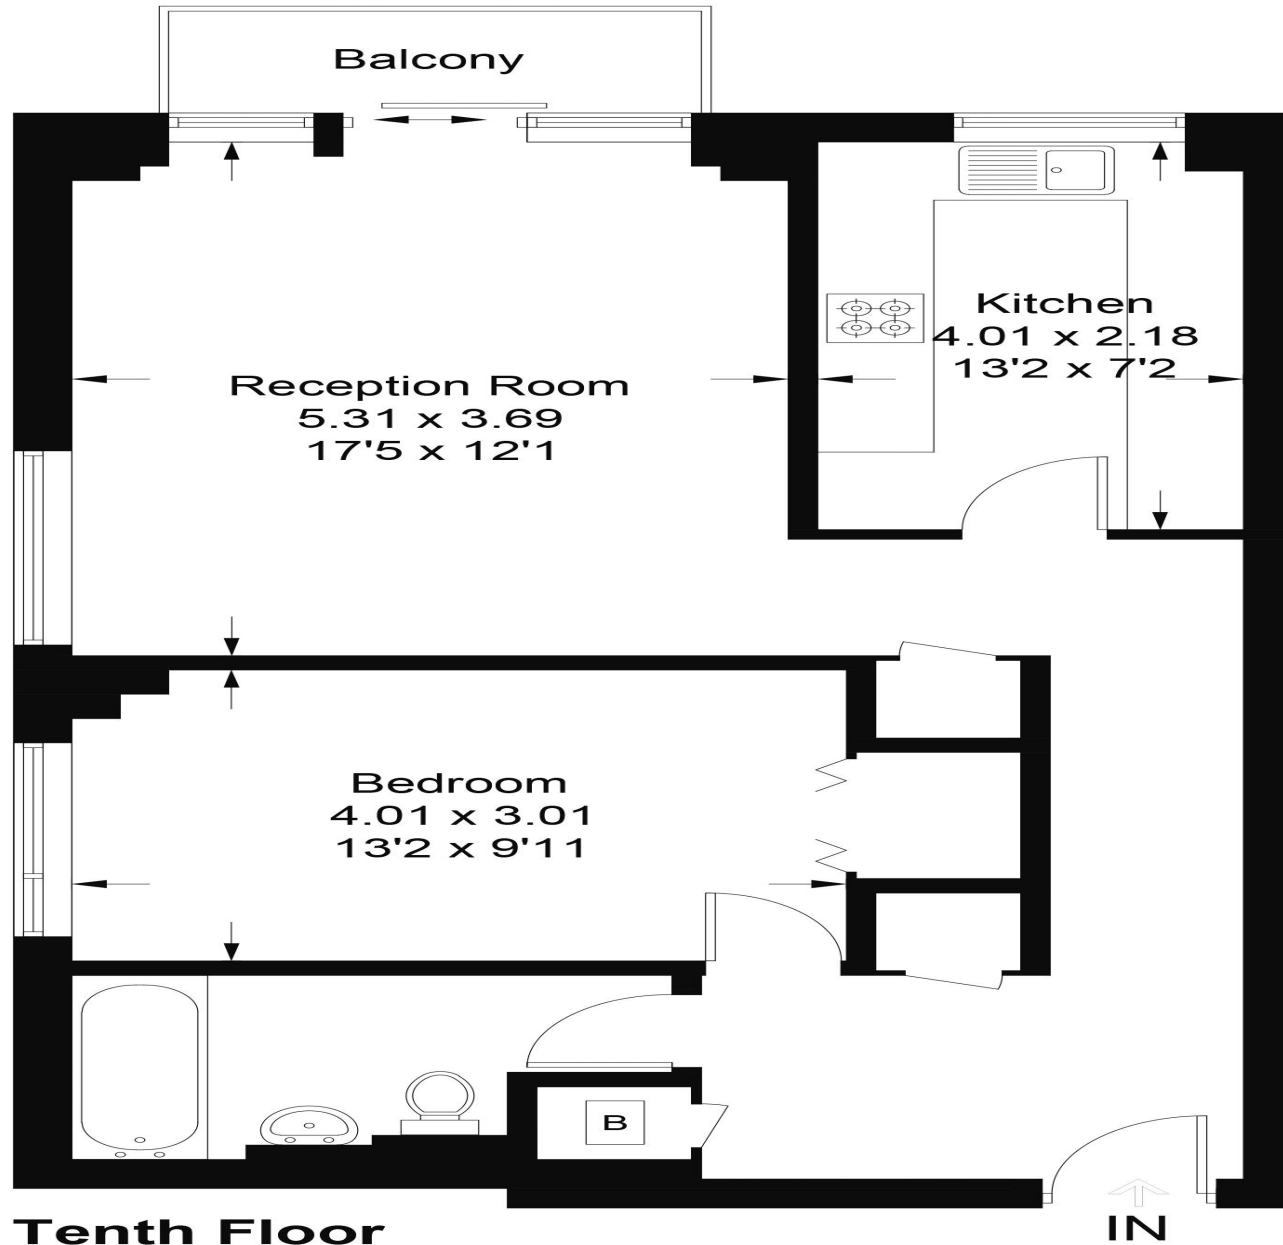 Balcony
Kitchen
4.01 x 2.18
13'2 x 7'2
Reception Room
5.31 x 3.69
17'5 x 12'1
Bedroom
4.01 x 3.01
13'2 x 9'11
B
Tenth Floor
IN